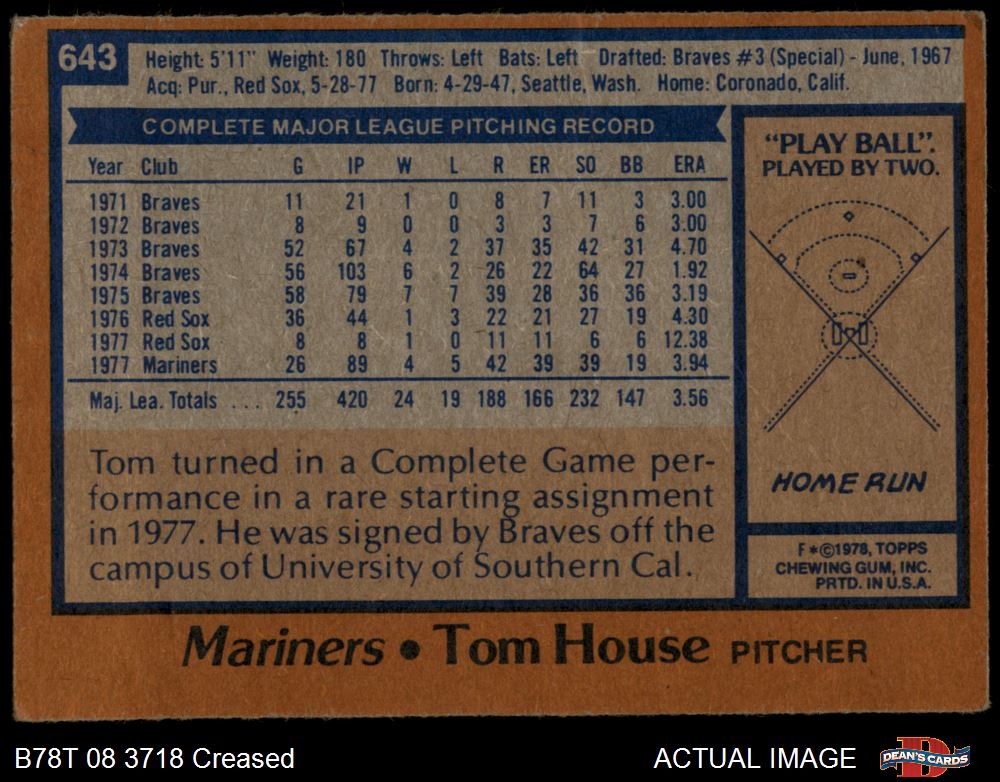 643
Height: 5'11" Weight: 180 Throws: Left Bats: Left Drafted: Braves #3 (Special) - June, 1967
Acq: Pur., Red Sox, 5-28-77 Born: 4-29-47, Seattle, Wash. Home: Coronado, Calif.
COMPLETE MAJOR LEAGUE PITCHING RECORD
Year Club G IP W L R ER SO BB ERA
1971 Braves 11 21 1 0 8 7 11 3 3.00
1972 Braves 8 9 0 0 3 3 7 6 3.00
1973 Braves 52 67 4 2 37 35 42 31 4.70
1974 Braves 56 103 6 2 26 22 64 27 1.92
1975 Braves 58 79 7 7 39 28 36 36 3.19
1976 Red Sox 36 44 1 3 22 21 27 19 4.30
1977 Red Sox 8 8 1 0 11 11 6 6 12.38
1977 Mariners 26 89 4 5 42 39 39 19 3.94
Maj. Lea. Totals ... 255 420 24 19 188 166 232 147 3.56
Tom turned in a Complete Game per-
formance in a rare starting assignment
in 1977. He was signed by Braves off the
campus of University of Southern Cal.
"PLAY BALL".
PLAYED BY TWO.
HOME RUN
F*©1978, TOPPS
CHEWING GUM, INC.
PRTD. IN U.S.A.
Mariners • Tom House PITCHER
B78T 08 3718 Creased
ACTUAL IMAGE
DEAN'S CARDS